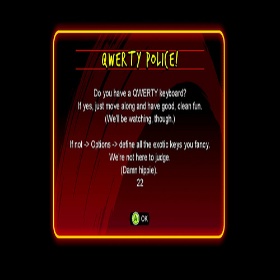 QWERTY POLICE!
Do you have a QWERTY keyboard?
If yes, just move along and have good, clean fun.
(We'll be watching, though.)
If not -> Options -> define all the exotic keys you fancy.
We're not here to judge.
(Damn hippie).
22
A OK